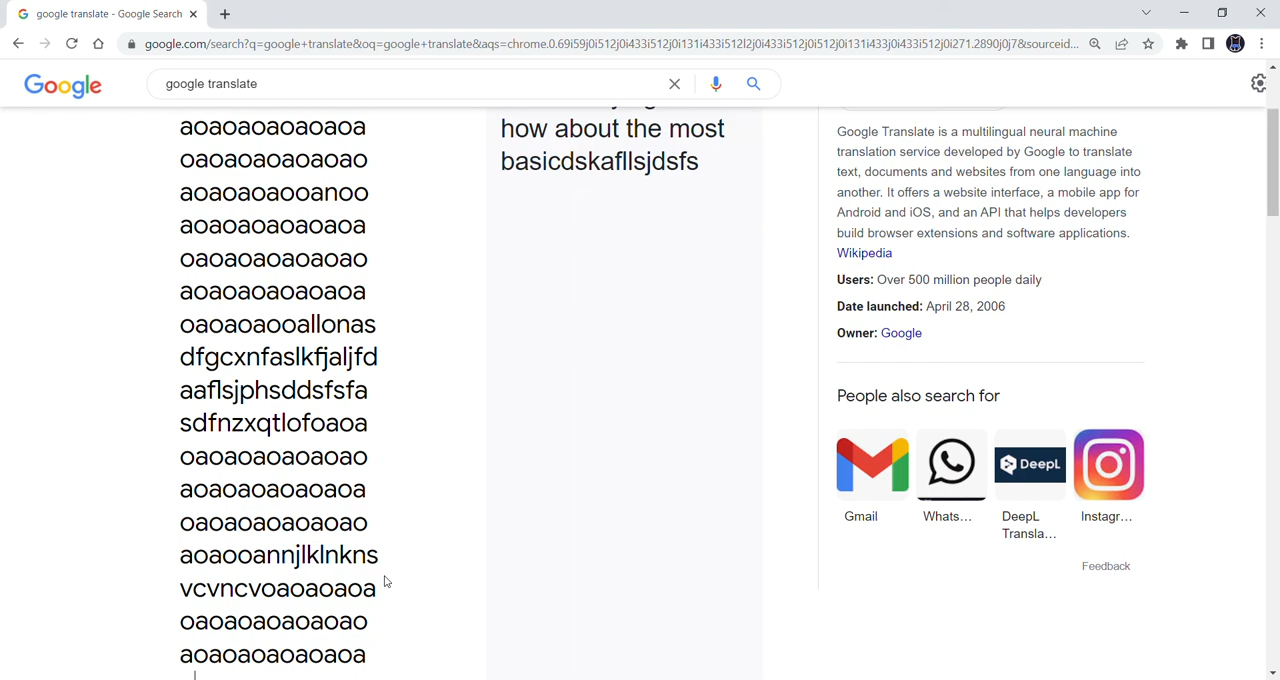 google translate - Google Search
google.com/search?q=google+translate&oq=google+translate&aqs=chrome.0.69i59j0i512j0i433i512j0i131i433i512l2j0i433i512j0i512j0i131i433j0i433i512j0i271.2890j0j7&sourceid...
Google
google translate
aoaoaoaoaoaoa
oaoaoaoaoaoao
aoaoaoaooanoo
aoaoaoaoaoaoa
oaoaoaoaoaoao
aoaoaoaoaoaoa
oaoaoaooallonas
dfgcxnfaslkfjaljfd
aaflsjphsddsfsfa
sdfnzxqtlofoaoa
oaoaoaoaoaoao
aoaoaoaoaoaoa
oaoaoaoaoaoao
aoaooannjlklnkns
vcvncvoaoaoaoa
oaoaoaoaoaoao
aoaoaoaoaoaoa
how about the most
basicdskafllsjdsfs
Google Translate is a multilingual neural machine
translation service developed by Google to translate
text, documents and websites from one language into
another. It offers a website interface, a mobile app for
Android and iOS, and an API that helps developers
build browser extensions and software applications.
Wikipedia
Users: Over 500 million people daily
Date launched: April 28, 2006
Owner: Google
People also search for
DeepL
Gmail
Whats...
DeepL
Transla...
Instagr...
Feedback